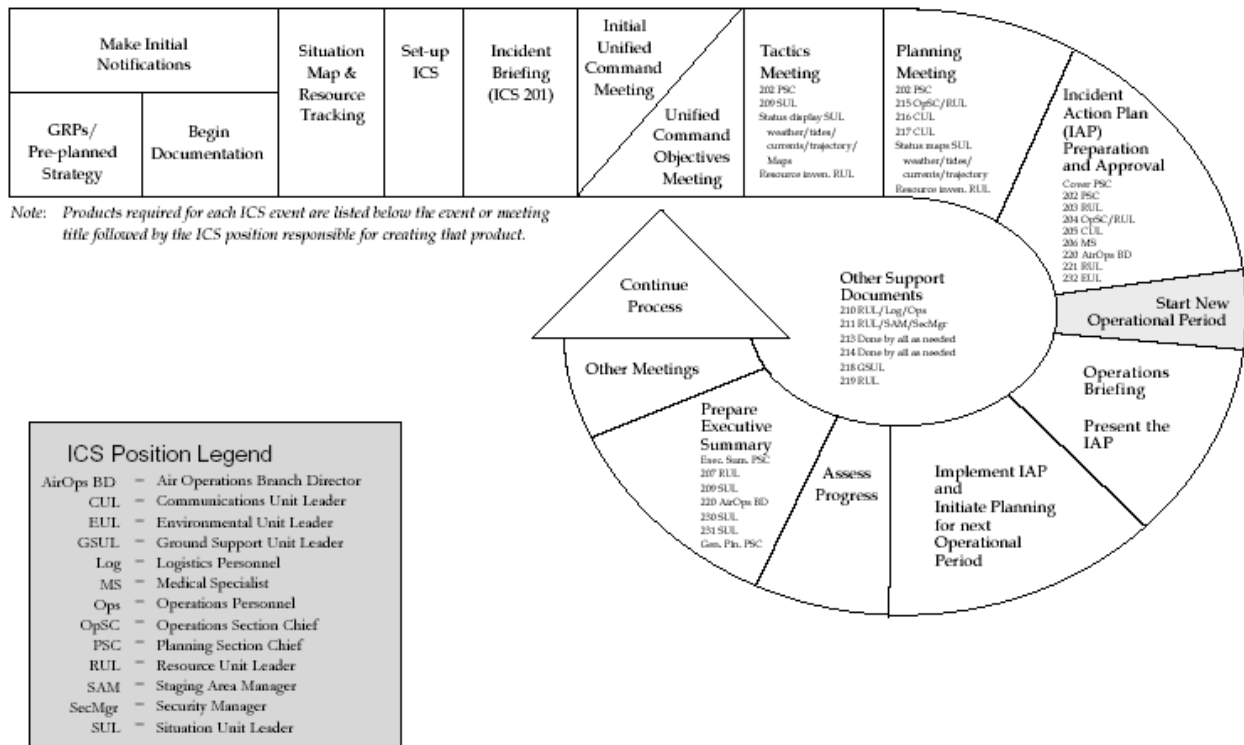 Make Initial
Notifications
GRPs/
Pre-planned
Strategy
Begin
Documentation
Situation
Map &
Resource
Tracking
Set-up
ICS
Incident
Briefing
(ICS 201)
Initial
Unified
Command
Meeting
Unified
Command
Objectives
Meeting
Tactics
Meeting
202 PSC
209 SUL
Status display SUL
weather/tides/
currents/trajectory/
Maps
Resource inven. RUL
Planning
Meeting
202 PSC
215 OpSC/RUL
216 CUL
217 CUL
Status maps SUL
weather/tides/
currents/trajectory
Resource inven. RUL
Incident
Action Plan
(IAP)
Preparation
and Approval
Cover PSC
202 PSC
203 RUL
204 OpSC/RUL
205 CUL
206 MS
220 AirOps BD
221 RUL
232 EUL
Start New
Operational Period
Operations
Briefing
Present the
IAP
Implement IAP
and
Initiate Planning
for next
Operational
Period
Assess
Progress
Prepare
Executive
Summary
Exec. Sum. PSC
207 RUL
209 SUL
220 AirOps BD
230 SUL
231 SUL
Gen. Pln. PSC
Other Meetings
Continue
Process
Other Support
Documents
210 RUL/Log/Ops
211 RUL/SAM/SecMgr
213 Done by all as needed
214 Done by all as needed
218 GSUL
219 RUL
Note: Products required for each ICS event are listed below the event or meeting
title followed by the ICS position responsible for creating that product.
ICS Position Legend
AirOps BD – Air Operations Branch Director
CUL – Communications Unit Leader
EUL – Environmental Unit Leader
GSUL – Ground Support Unit Leader
Log – Logistics Personnel
MS – Medical Specialist
Ops – Operations Personnel
OpSC – Operations Section Chief
PSC – Planning Section Chief
RUL – Resource Unit Leader
SAM – Staging Area Manager
SecMgr – Security Manager
SUL – Situation Unit Leader